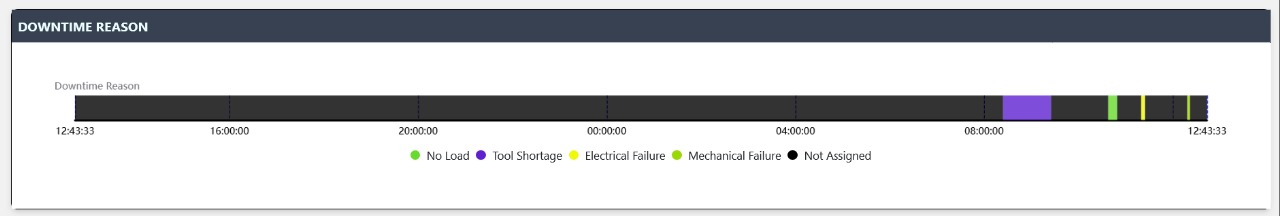 DOWNTIME REASON
Downtime Reason
12:43:33 16:00:00 20:00:00 00:00:00 04:00:00 08:00:00 12:43:33
No Load Tool Shortage Electrical Failure Mechanical Failure Not Assigned